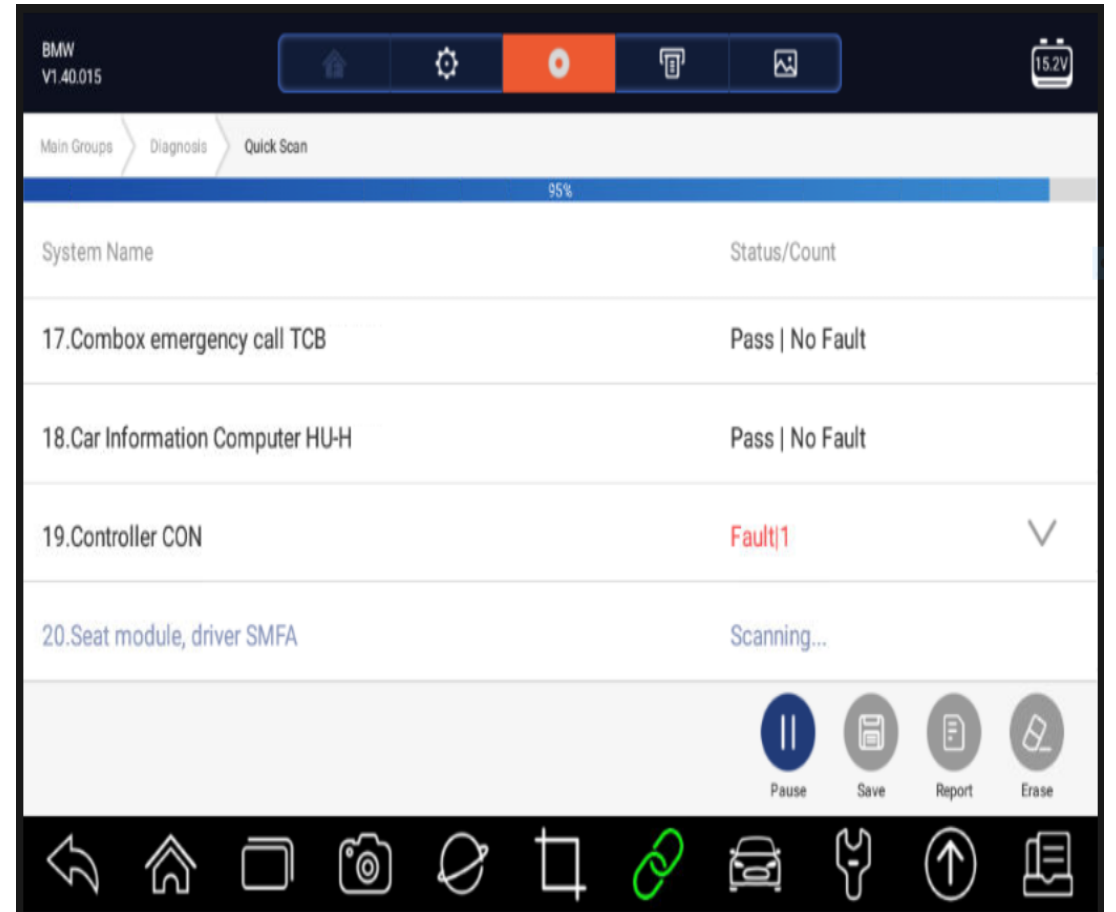 BMW
V1.40.015
15.2V
Main Groups
Diagnosis
Quick Scan
95%
System Name Status/Count
17.Combox emergency call TCB Pass | No Fault
18.Car Information Computer HU-H Pass | No Fault
19.Controller CON Fault|1
20.Seat module, driver SMFA Scanning...
Pause Save Report Erase